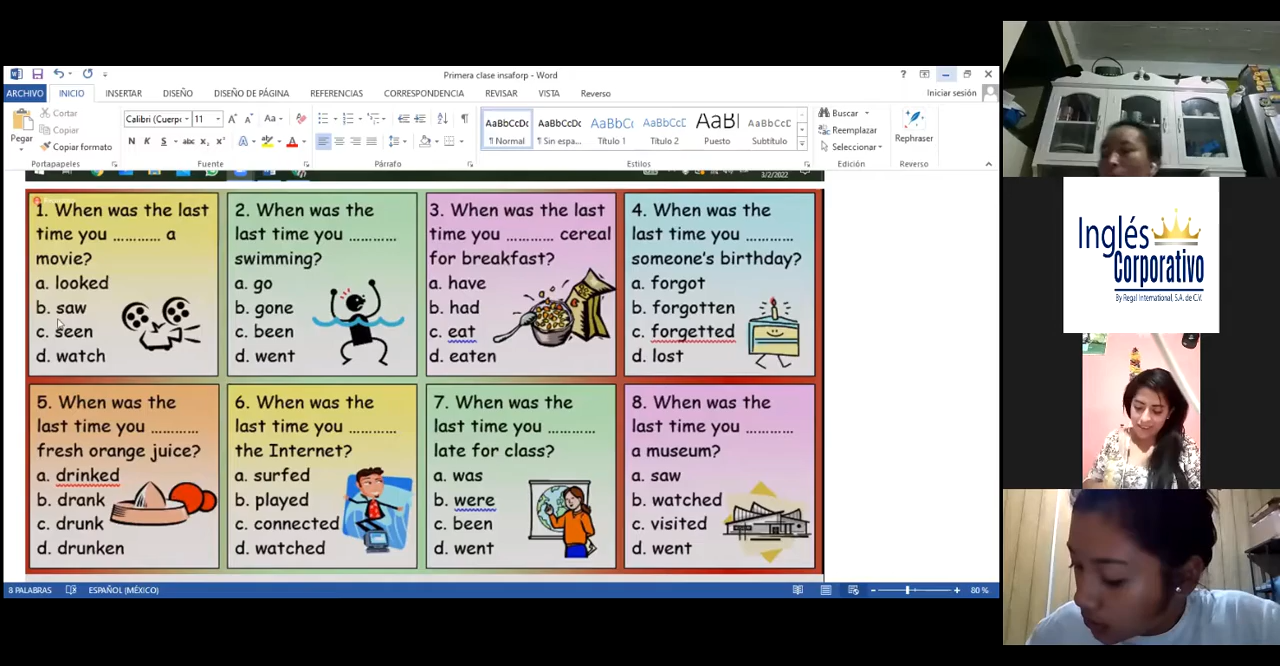 Primera clase insaforp - Word
ARCHIVO INICIO INSERTAR DISEÑO DISEÑO DE PÁGINA REFERENCIAS CORRESPONDENCIA REVISAR VISTA Reverso Iniciar sesión
Pegar
Cortar
Copiar
Copiar formato
Portapapeles
Calibri (Cuerpo 11
N K S abc
Fuente
Párrafo
AaBbCcDc AaBbCcDc AaBbCc AaBbCcD AaBl AaBbCcD
¶ Normal ¶ Sin espa... Título 1 Título 2 Puesto Subtítulo
Estilos
Buscar
Reemplazar
Seleccionar
Edición
Rephraser
Reverso
3/2/2022
1. When was the last
time you ............ a
movie?
a. looked
b. saw
c. seen
d. watch
2. When was the
last time you ............
swimming?
a. go
b. gone
c. been
d. went
3. When was the last
time you ............ cereal
for breakfast?
a. have
b. had
c. eat
d. eaten
4. When was the
last time you ............
someone's birthday?
a. forgot
b. forgotten
c. forgetted
d. lost
5. When was the
last time you ............
fresh orange juice?
a. drinked
b. drank
c. drunk
d. drunken
6. When was the
last time you ............
the Internet?
a. surfed
b. played
c. connected
d. watched
7. When was the
last time you ............
late for class?
a. was
b. were
c. been
d. went
8. When was the
last time you ............
a museum?
a. saw
b. watched
c. visited
d. went
8 PALABRAS ESPAÑOL (MÉXICO) 80 %
Inglés
Corporativo
By Regal International, S.A. de C.V.